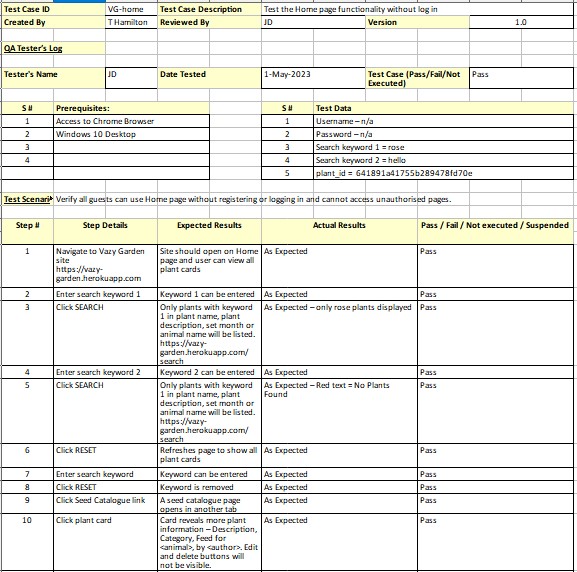 Test Case ID VG-home Test Case Description Test the Home page functionality without log in
Created By T Hamilton Reviewed By JD Version 1.0
QA Tester's Log
Tester's Name JD Date Tested 1-May-2023 Test Case (Pass/Fail/Not Executed) Pass
S # Prerequisites: S # Test Data
1 Access to Chrome Browser 1 Username – n/a
2 Windows 10 Desktop 2 Password – n/a
3 3 Search keyword 1 = rose
4 4 Search keyword 2 = hello
5 plant_id = 641891a41755b289478fd70e
Test Scenari Verify all guests can use Home page without registering or logging in and cannot access unauthorised pages.
Step # Step Details Expected Results Actual Results Pass / Fail / Not executed / Suspended
1 Navigate to Vazy Garden site https://vazy-garden.herokuapp.com Site should open on Home page and user can view all plant cards As Expected Pass
2 Enter search keyword 1 Keyword 1 can be entered As Expected Pass
3 Click SEARCH Only plants with keyword 1 in plant name, plant description, set month or animal name will be listed. https://vazy-garden.herokuapp.com/search As Expected – only rose plants displayed Pass
4 Enter search keyword 2 Keyword 2 can be entered As Expected Pass
5 Click SEARCH Only plants with keyword 1 in plant name, plant description, set month or animal name will be listed. https://vazy-garden.herokuapp.com/search As Expected – Red text = No Plants Found Pass
6 Click RESET Refreshes page to show all plant cards As Expected Pass
7 Enter search keyword Keyword can be entered As Expected Pass
8 Click RESET Keyword is removed As Expected Pass
9 Click Seed Catalogue link A seed catalogue page opens in another tab As Expected Pass
10 Click plant card Card reveals more plant information – Description, Category, Feed for <animal>, by <author>. Edit and delete buttons will not be visible. As Expected Pass